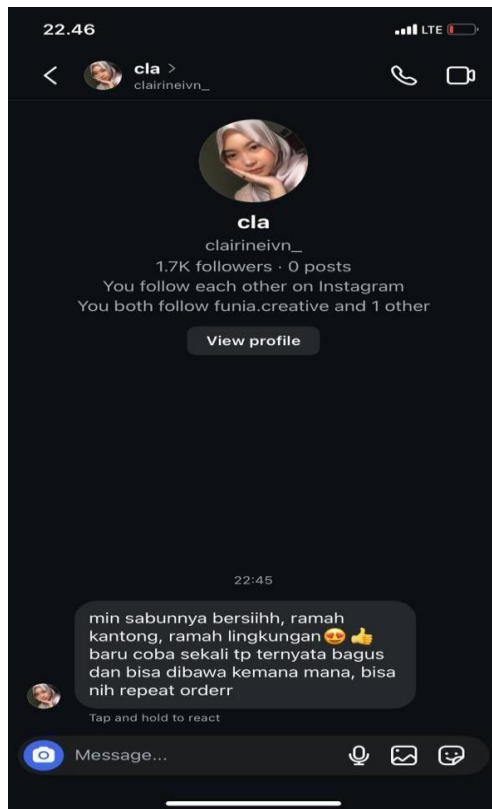 22.46
LTE
cla >
clairineivn_
cla
clairineivn_
1.7K followers · 0 posts
You follow each other on Instagram
You both follow funia.creative and 1 other
View profile
22:45
min sabunnya bersiihh, ramah
kantong, ramah lingkungan😍👍
baru coba sekali tp ternyata bagus
dan bisa dibawa kemana mana, bisa
nih repeat orderr
Tap and hold to react
Message...